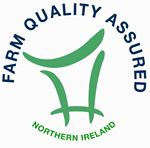 FARM QUALITY ASSURED
NORTHERN IRELAND